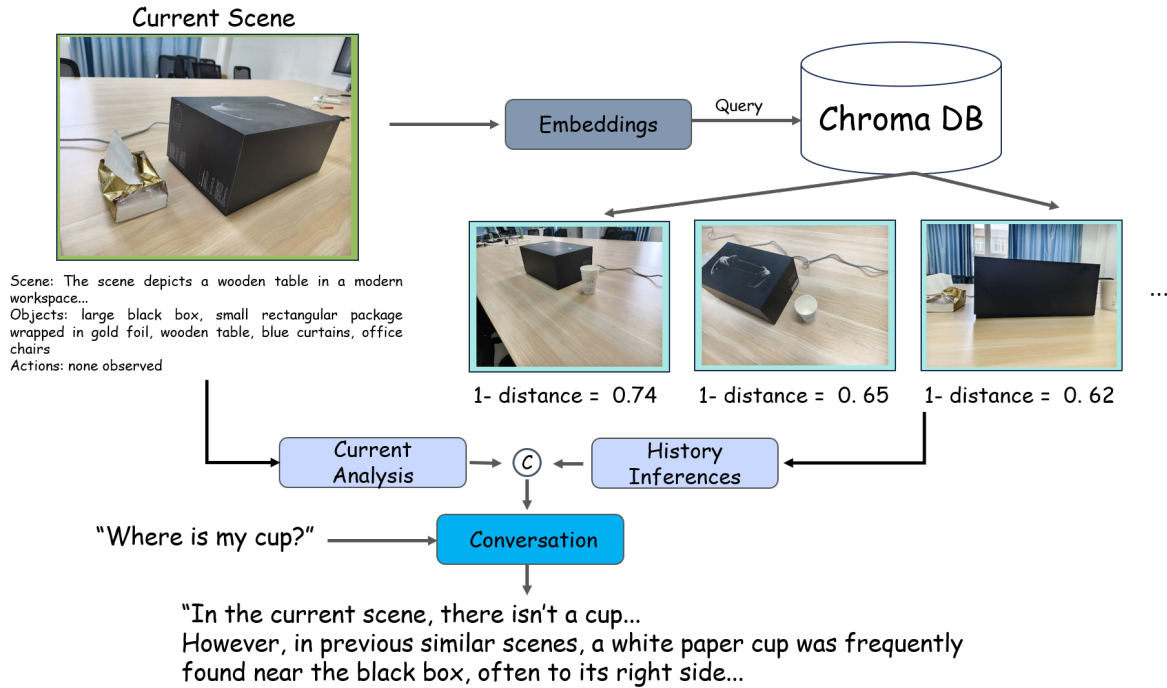 Current Scene
Embeddings
Query
Chroma DB
Scene: The scene depicts a wooden table in a modern
workspace...
Objects: large black box, small rectangular package
wrapped in gold foil, wooden table, blue curtains, office
chairs
Actions: none observed
...
1- distance = 0.74
1- distance = 0. 65
1- distance = 0. 62
Current
Analysis
C
History
Inferences
“Where is my cup?”
Conversation
“In the current scene, there isn’t a cup...
However, in previous similar scenes, a white paper cup was frequently
found near the black box, often to its right side...